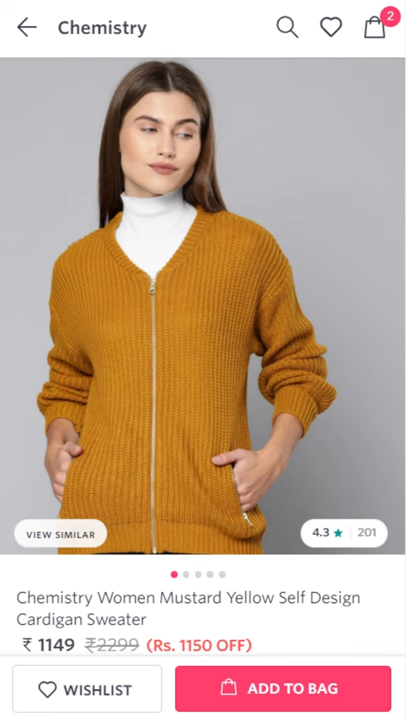 Chemistry
2
VIEW SIMILAR
4.3 ★ | 201
Chemistry Women Mustard Yellow Self Design
Cardigan Sweater
₹ 1149 ₹2299 (Rs. 1150 OFF)
WISHLIST
ADD TO BAG